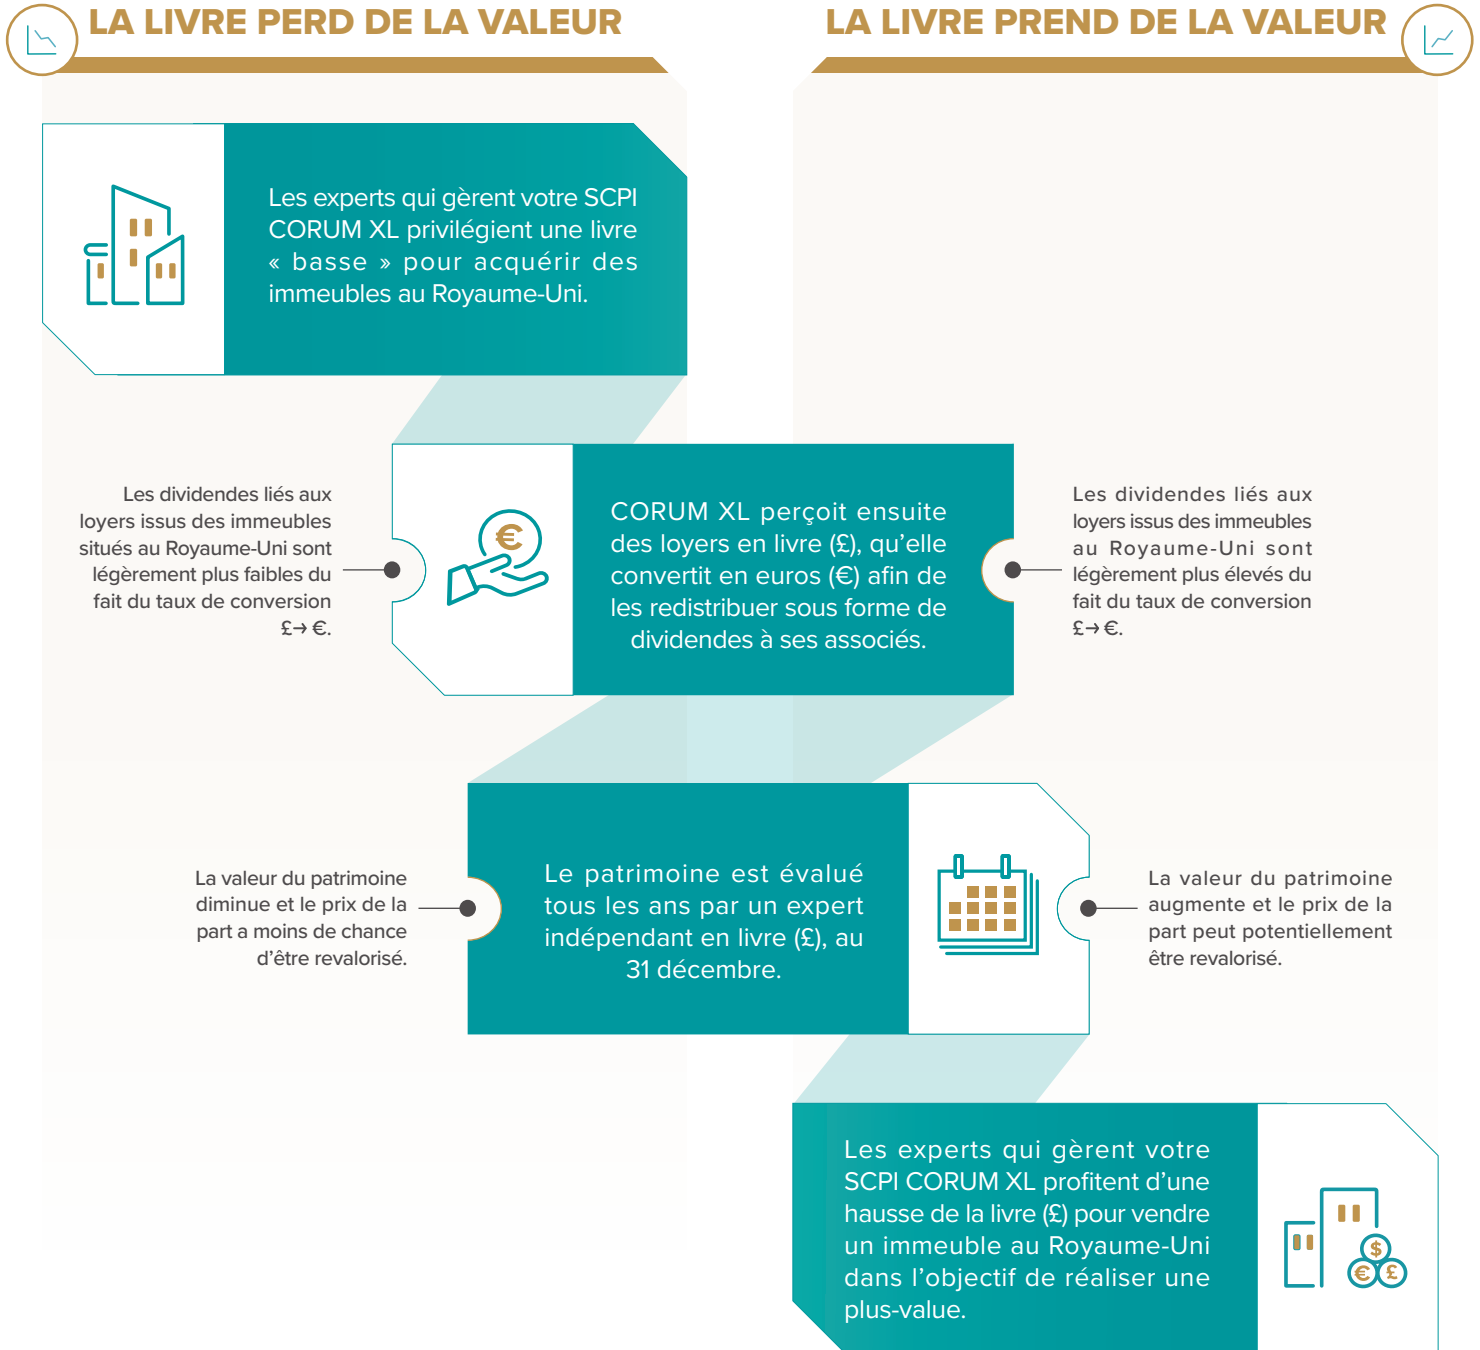 LA LIVRE PERD DE LA VALEUR
LA LIVRE PREND DE LA VALEUR
Les experts qui gèrent votre SCPI
CORUM XL privilégient une livre
« basse » pour acquérir des
immeubles au Royaume-Uni.
Les dividendes liés aux
loyers issus des immeubles
situés au Royaume-Uni sont
légèrement plus faibles du
fait du taux de conversion
£→ €.
€
CORUM XL perçoit ensuite
des loyers en livre (£), qu’elle
convertit en euros (€) afin de
les redistribuer sous forme de
dividendes à ses associés.
Les dividendes liés aux
loyers issus des immeubles
au Royaume-Uni sont
légèrement plus élevés du
fait du taux de conversion
£→ €.
La valeur du patrimoine
diminue et le prix de la
part a moins de chance
d’être revalorisé.
Le patrimoine est évalué
tous les ans par un expert
indépendant en livre (£), au
31 décembre.
La valeur du patrimoine
augmente et le prix de la
part peut potentiellement
être revalorisé.
Les experts qui gèrent votre
SCPI CORUM XL profitent d’une
hausse de la livre (£) pour vendre
un immeuble au Royaume-Uni
dans l’objectif de réaliser une
plus-value.
$
€ £